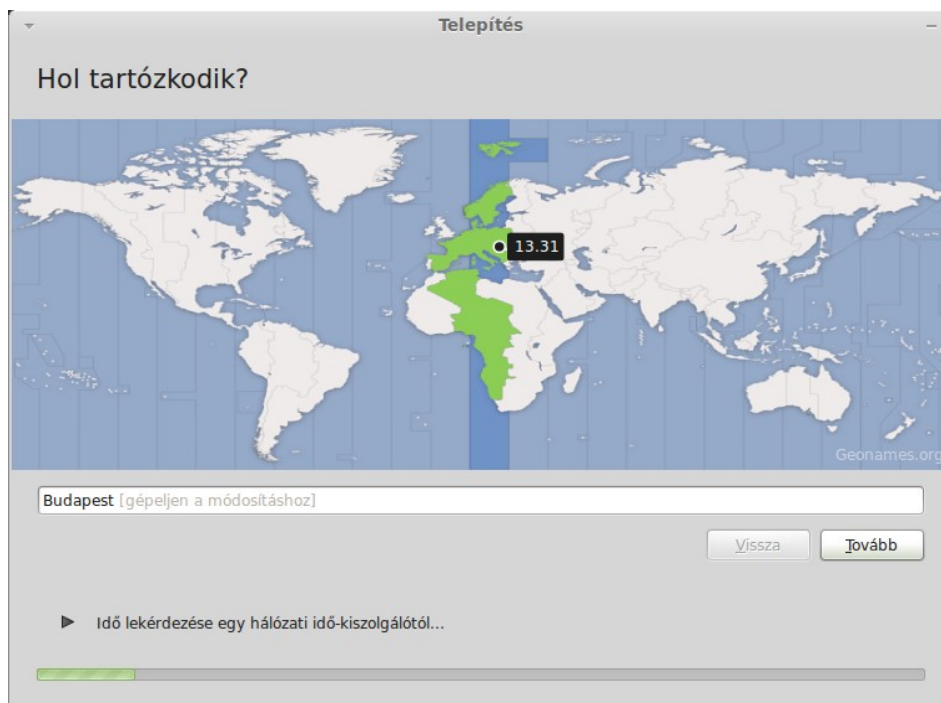 Telepítés
Hol tartózkodik?
13.31
Geonames.org
Budapest [gépeljen a módosításhoz]
Vissza Tovább
Idő lekérdezése egy hálózati idő-kiszolgálótól...